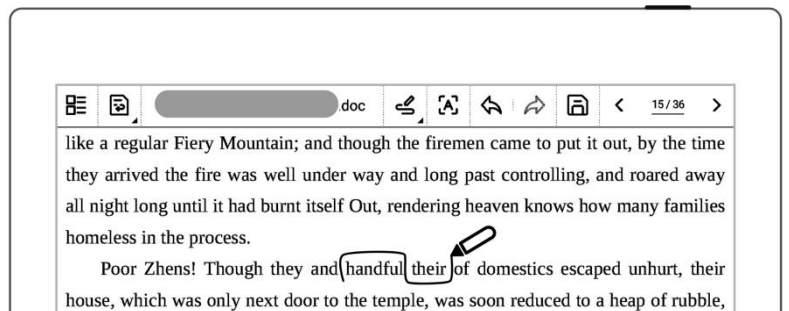 .doc
15/36
like a regular Fiery Mountain; and though the firemen came to put it out, by the time
they arrived the fire was well under way and long past controlling, and roared away
all night long until it had burnt itself Out, rendering heaven knows how many families
homeless in the process.
Poor Zhens! Though they and handful their of domestics escaped unhurt, their
house, which was only next door to the temple, was soon reduced to a heap of rubble,